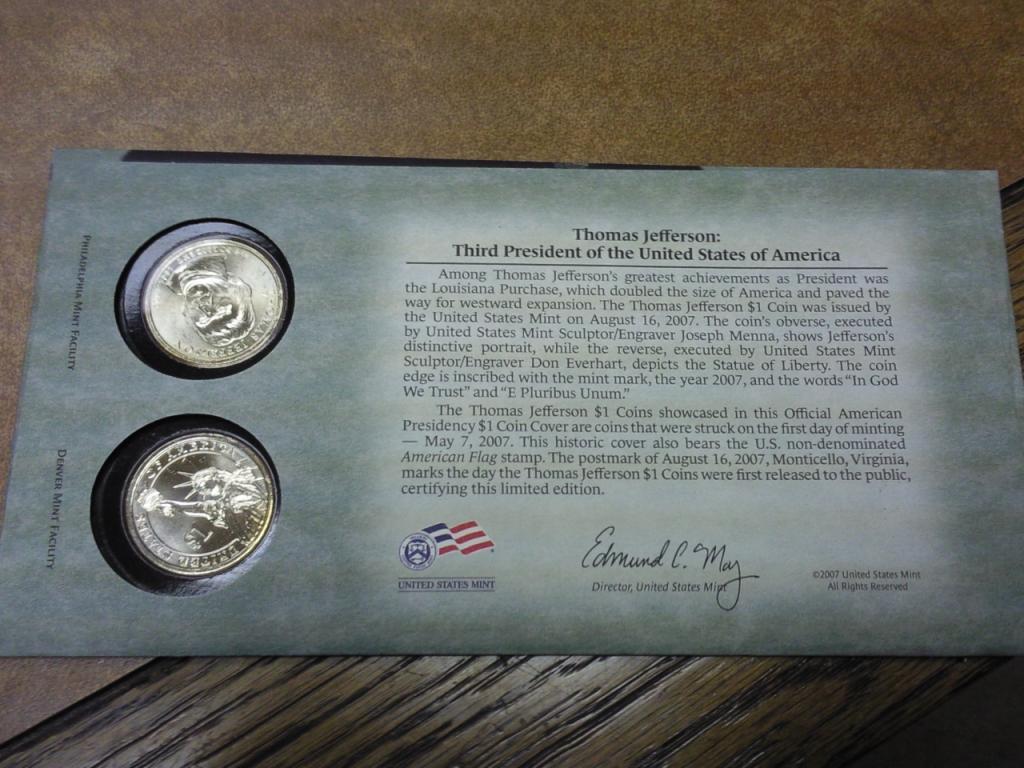 PHILADELPHIA MINT FACILITY
DENVER MINT FACILITY
OF AMERICA
$1
Thomas Jefferson:
Third President of the United States of America
Among Thomas Jefferson's greatest achievements as President was
the Louisiana Purchase, which doubled the size of America and paved the
way for westward expansion. The Thomas Jefferson $1 Coin was issued by
the United States Mint on August 16, 2007. The coin's obverse, executed
by United States Mint Sculptor/Engraver Joseph Menna, shows Jefferson's
distinctive portrait, while the reverse, executed by United States Mint
Sculptor/Engraver Don Everhart, depicts the Statue of Liberty. The coin
edge is inscribed with the mint mark, the year 2007, and the words "In God
We Trust" and "E Pluribus Unum."
The Thomas Jefferson $1 Coins showcased in this Official American
Presidency $1 Coin Cover are coins that were struck on the first day of minting
— May 7, 2007. This historic cover also bears the U.S. non-denominated
American Flag stamp. The postmark of August 16, 2007, Monticello, Virginia,
marks the day the Thomas Jefferson $1 Coins were first released to the public,
certifying this limited edition.
UNITED STATES MINT
Edmund C. Moy
Director, United States Mint
©2007 United States Mint
All Rights Reserved